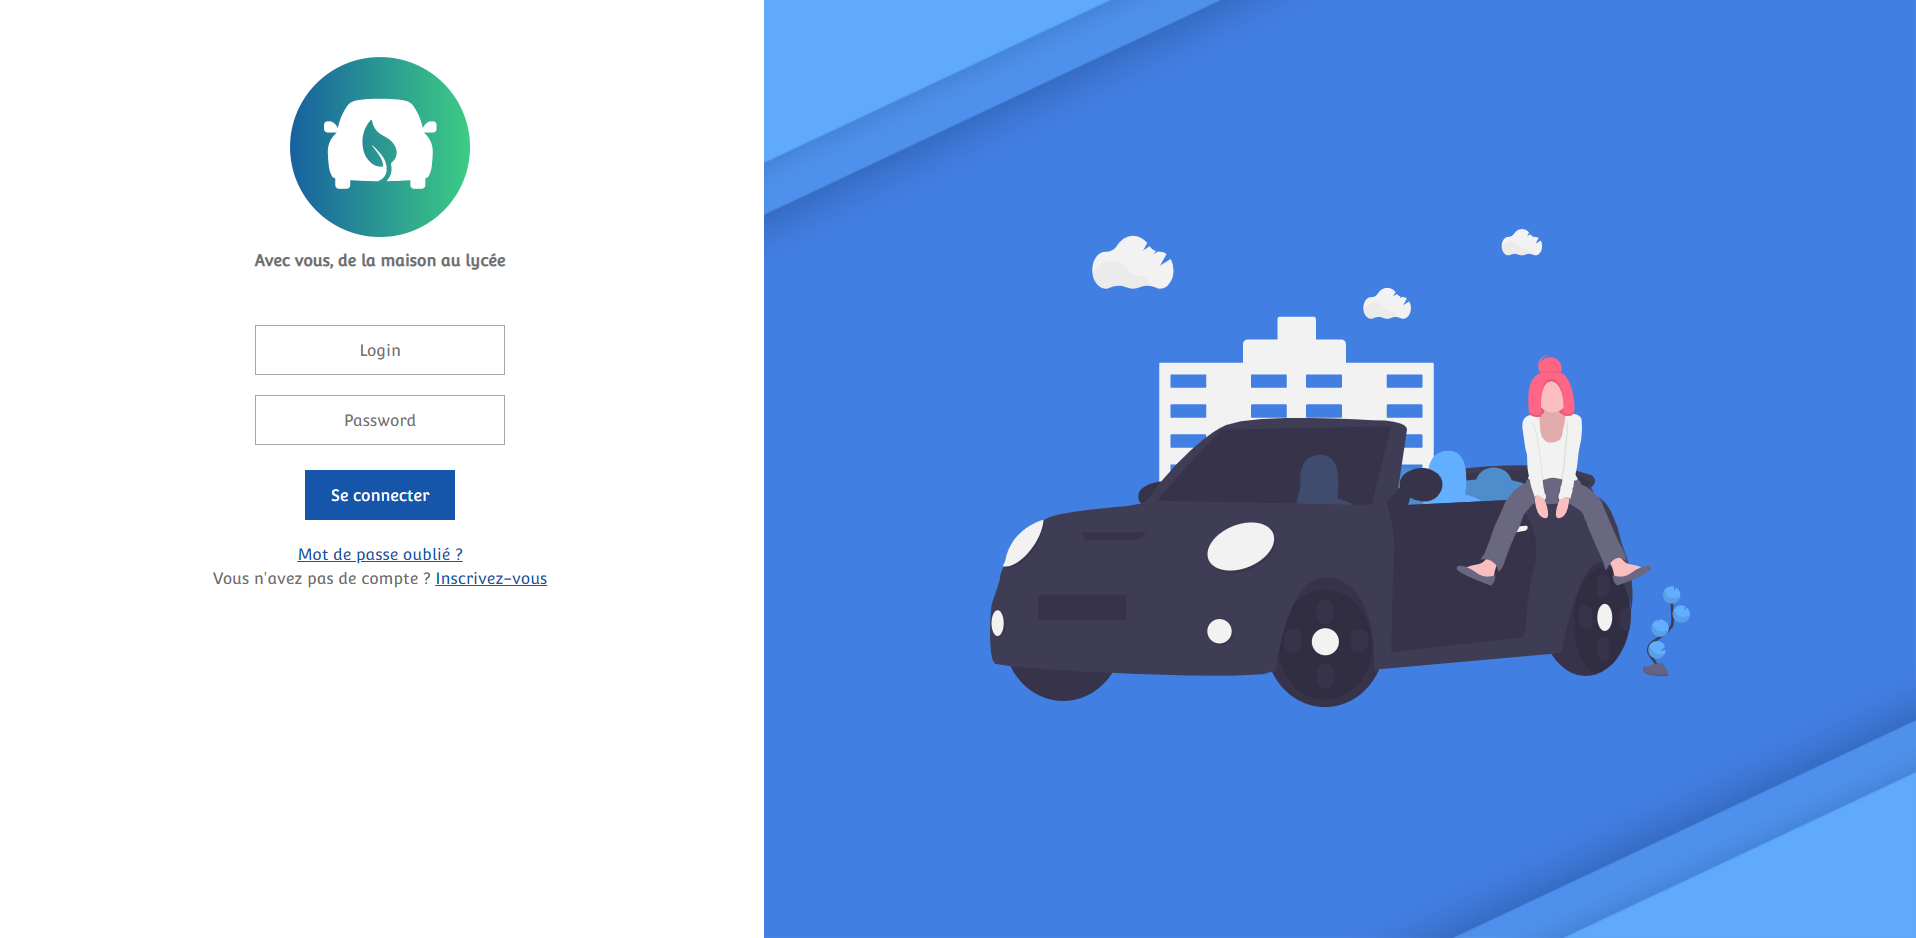 Avec vous, de la maison au lycée
Login
Password
Se connecter
Mot de passe oublié ?
Vous n'avez pas de compte ? Inscrivez-vous